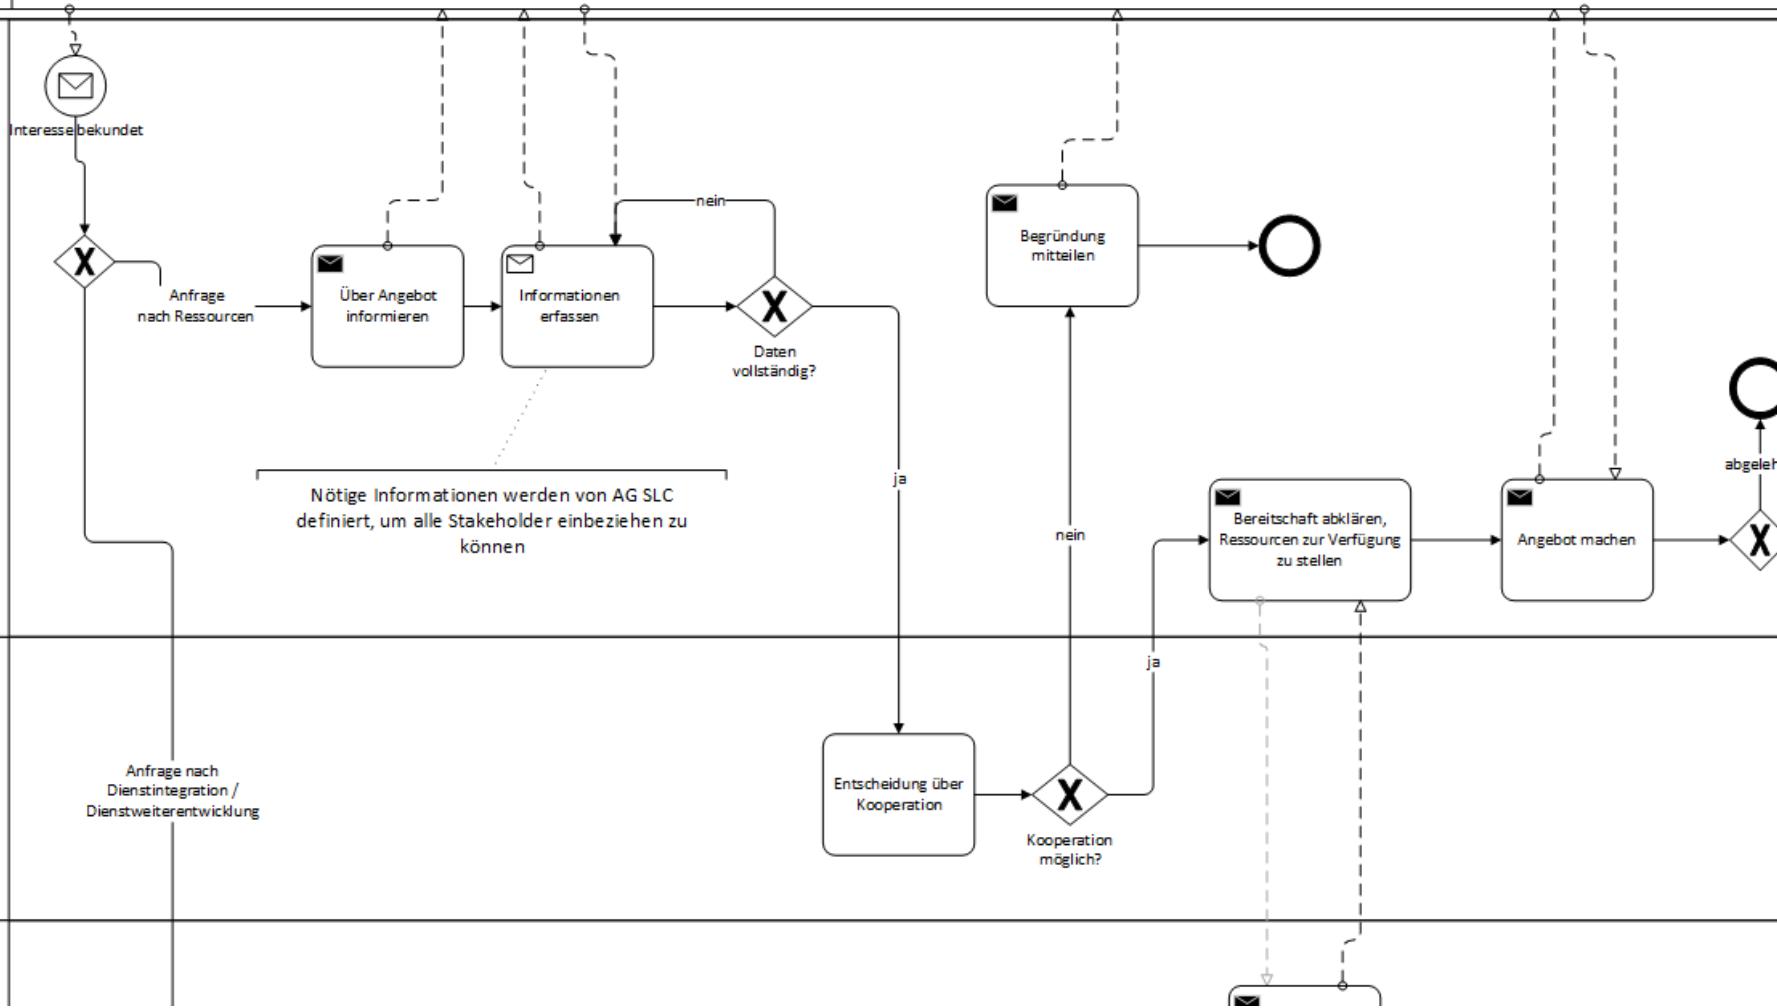 Interesse bekundet
Anfrage
nach Ressourcen
Über Angebot
informieren
Informationen
erfassen
nein
Daten
vollständig?
Nötige Informationen werden von AG SLC
definiert, um alle Stakeholder einbeziehen zu
können
ja
Begründung
mitteilen
nein
ja
Bereitschaft abklären,
Ressourcen zur Verfügung
zu stellen
Angebot machen
Anfrage nach
Dienstintegration /
Dienstweiterentwicklung
Entscheidung über
Kooperation
Kooperation
möglich?